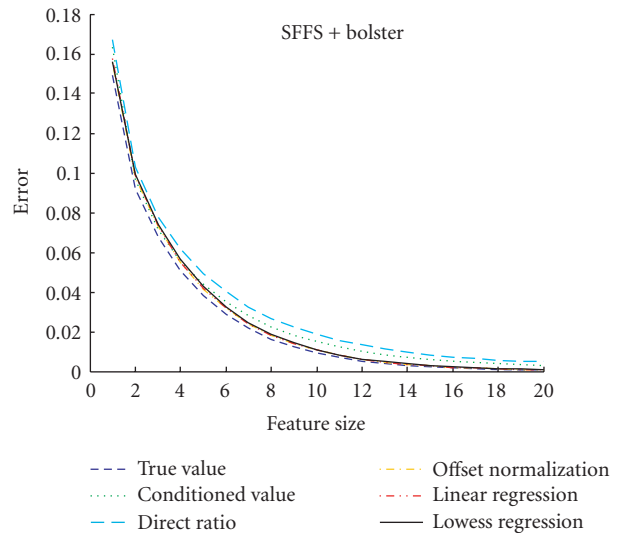 SFFS + bolster
0.18
0.16
0.14
0.12
0.1
0.08
0.06
0.04
0.02
0
Error
0 2 4 6 8 10 12 14 16 18 20
Feature size
True value
Conditioned value
Direct ratio
Offset normalization
Linear regression
Lowess regression